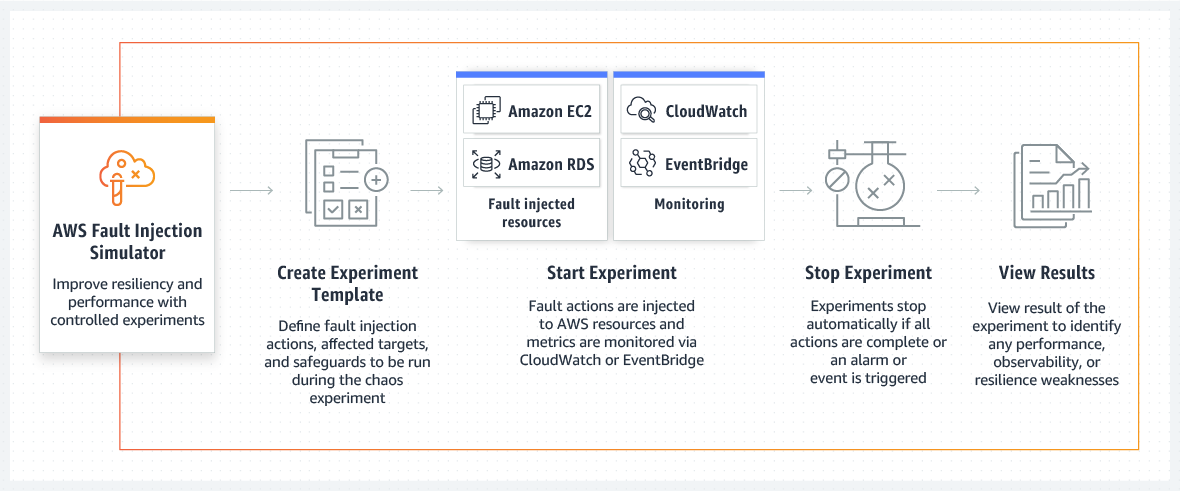 AWS Fault Injection
Simulator
Improve resiliency and
performance with
controlled experiments
Create Experiment
Template
Define fault injection
actions, affected targets,
and safeguards to be run
during the chaos
experiment
Amazon EC2
Amazon RDS
Fault injected
resources
CloudWatch
EventBridge
Monitoring
Start Experiment
Fault actions are injected
to AWS resources and
metrics are monitored via
CloudWatch or EventBridge
Stop Experiment
Experiments stop
automatically if all
actions are complete or
an alarm or
event is triggered
View Results
View result of the
experiment to identify
any performance,
observability, or
resilience weaknesses